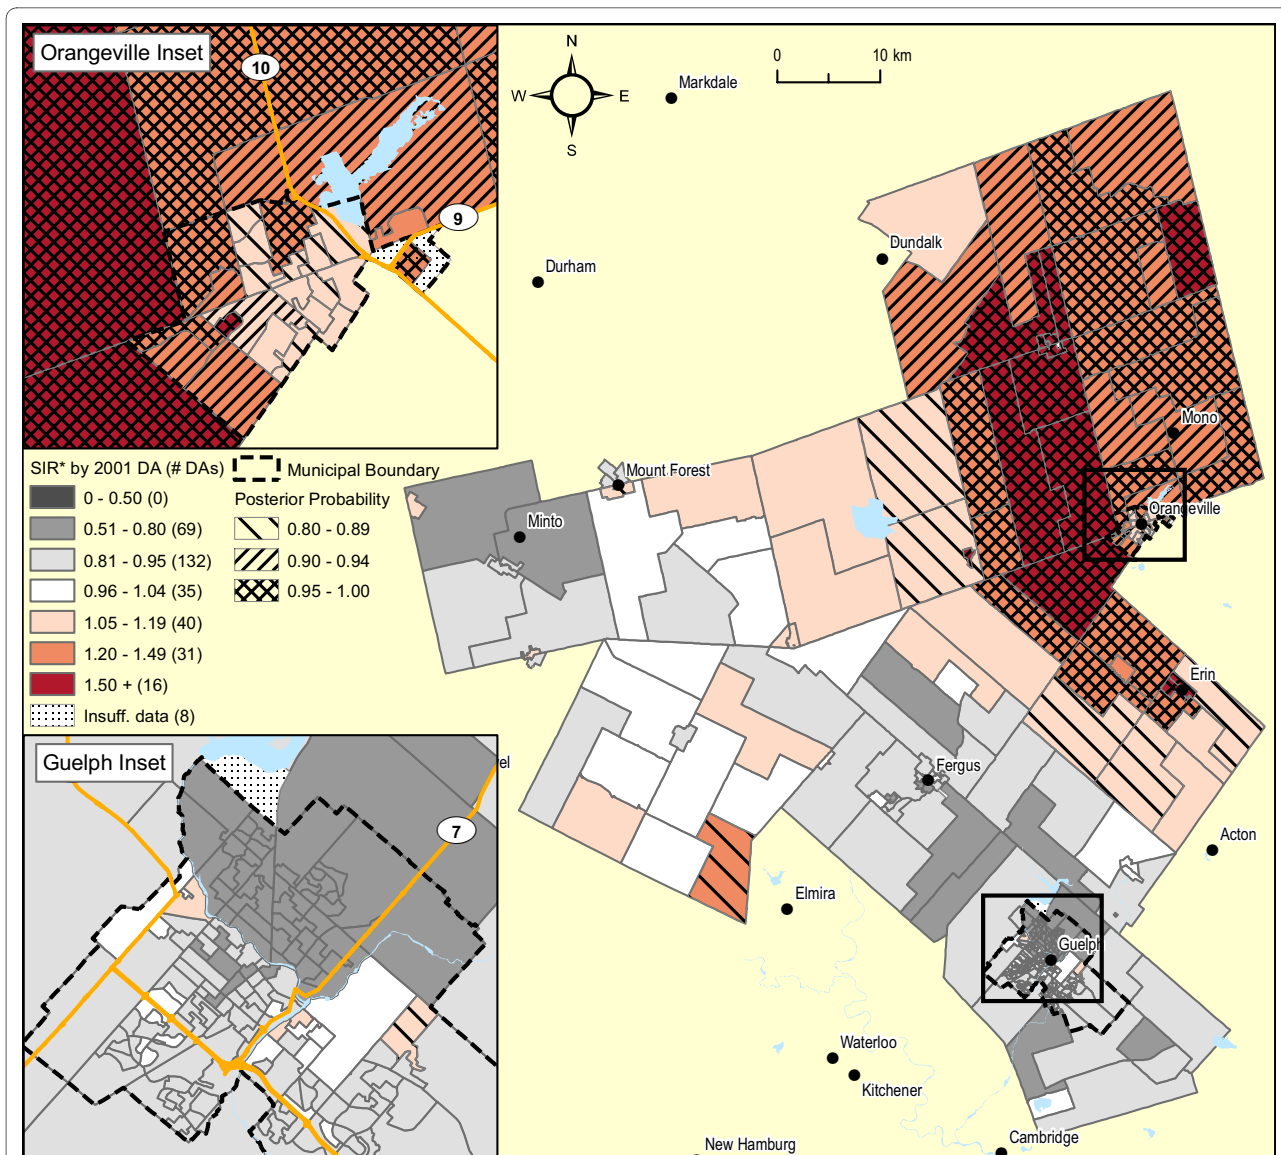 Orangeville Inset
10
9
N
W E
S
0 10 km
Markdale
Durham
Dundalk
Mono
Orangeville
Mount Forest
Minto
SIR* by 2001 DA (# DAs)
0 - 0.50 (0)
0.51 - 0.80 (69)
0.81 - 0.95 (132)
0.96 - 1.04 (35)
1.05 - 1.19 (40)
1.20 - 1.49 (31)
1.50 + (16)
Insuff. data (8)
Municipal Boundary
Posterior Probability
0.80 - 0.89
0.90 - 0.94
0.95 - 1.00
Erin
Guelph Inset
7
el
Fergus
Acton
Elmira
Guelph
Waterloo
Kitchener
Cambridge
New Hamburg